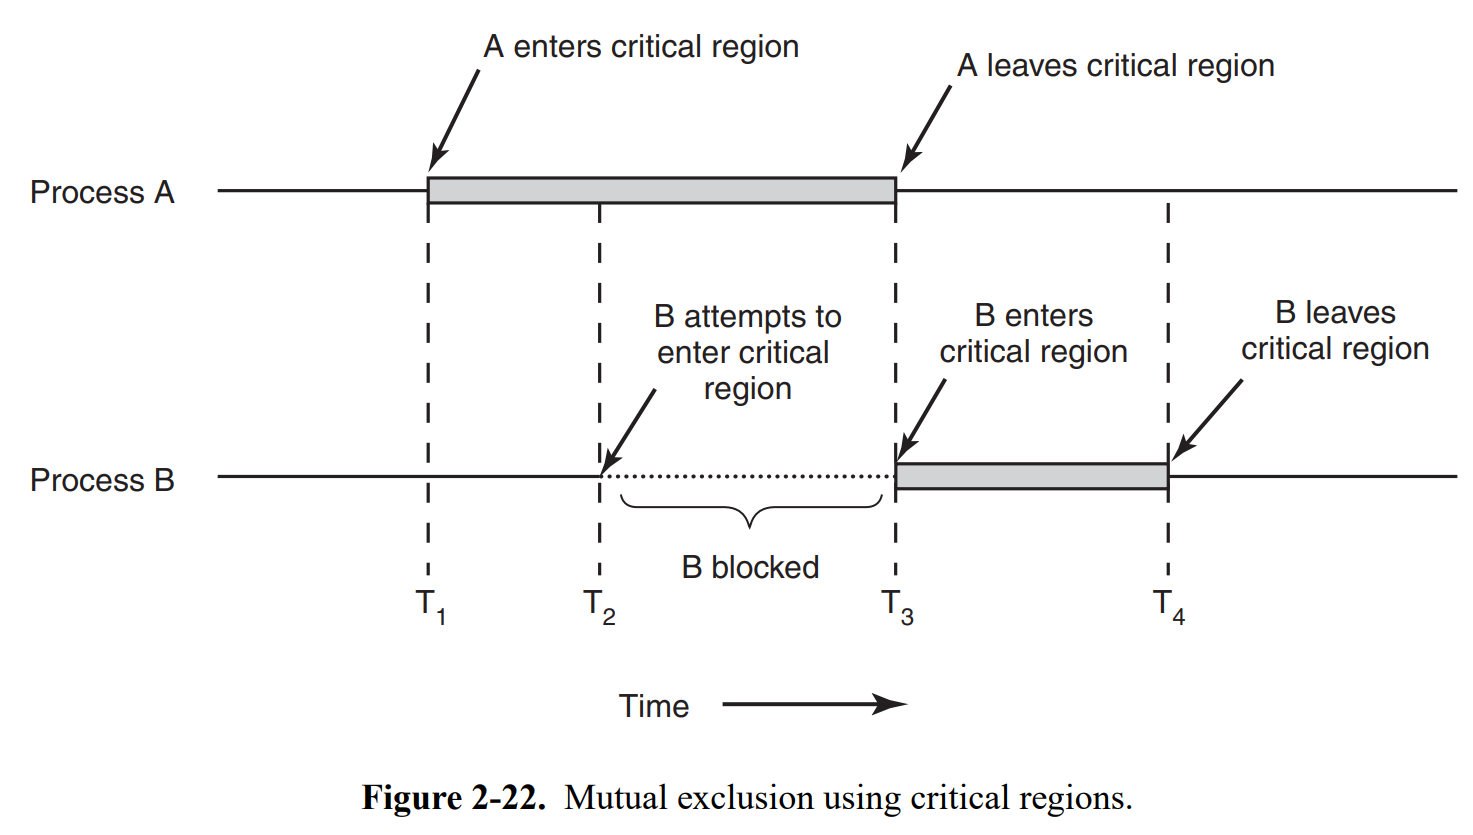 A enters critical region
A leaves critical region
Process A
B attempts to
enter critical
region
B enters
critical region
B leaves
critical region
Process B
B blocked
T1
T2
T3
T4
Time
Figure 2-22. Mutual exclusion using critical regions.